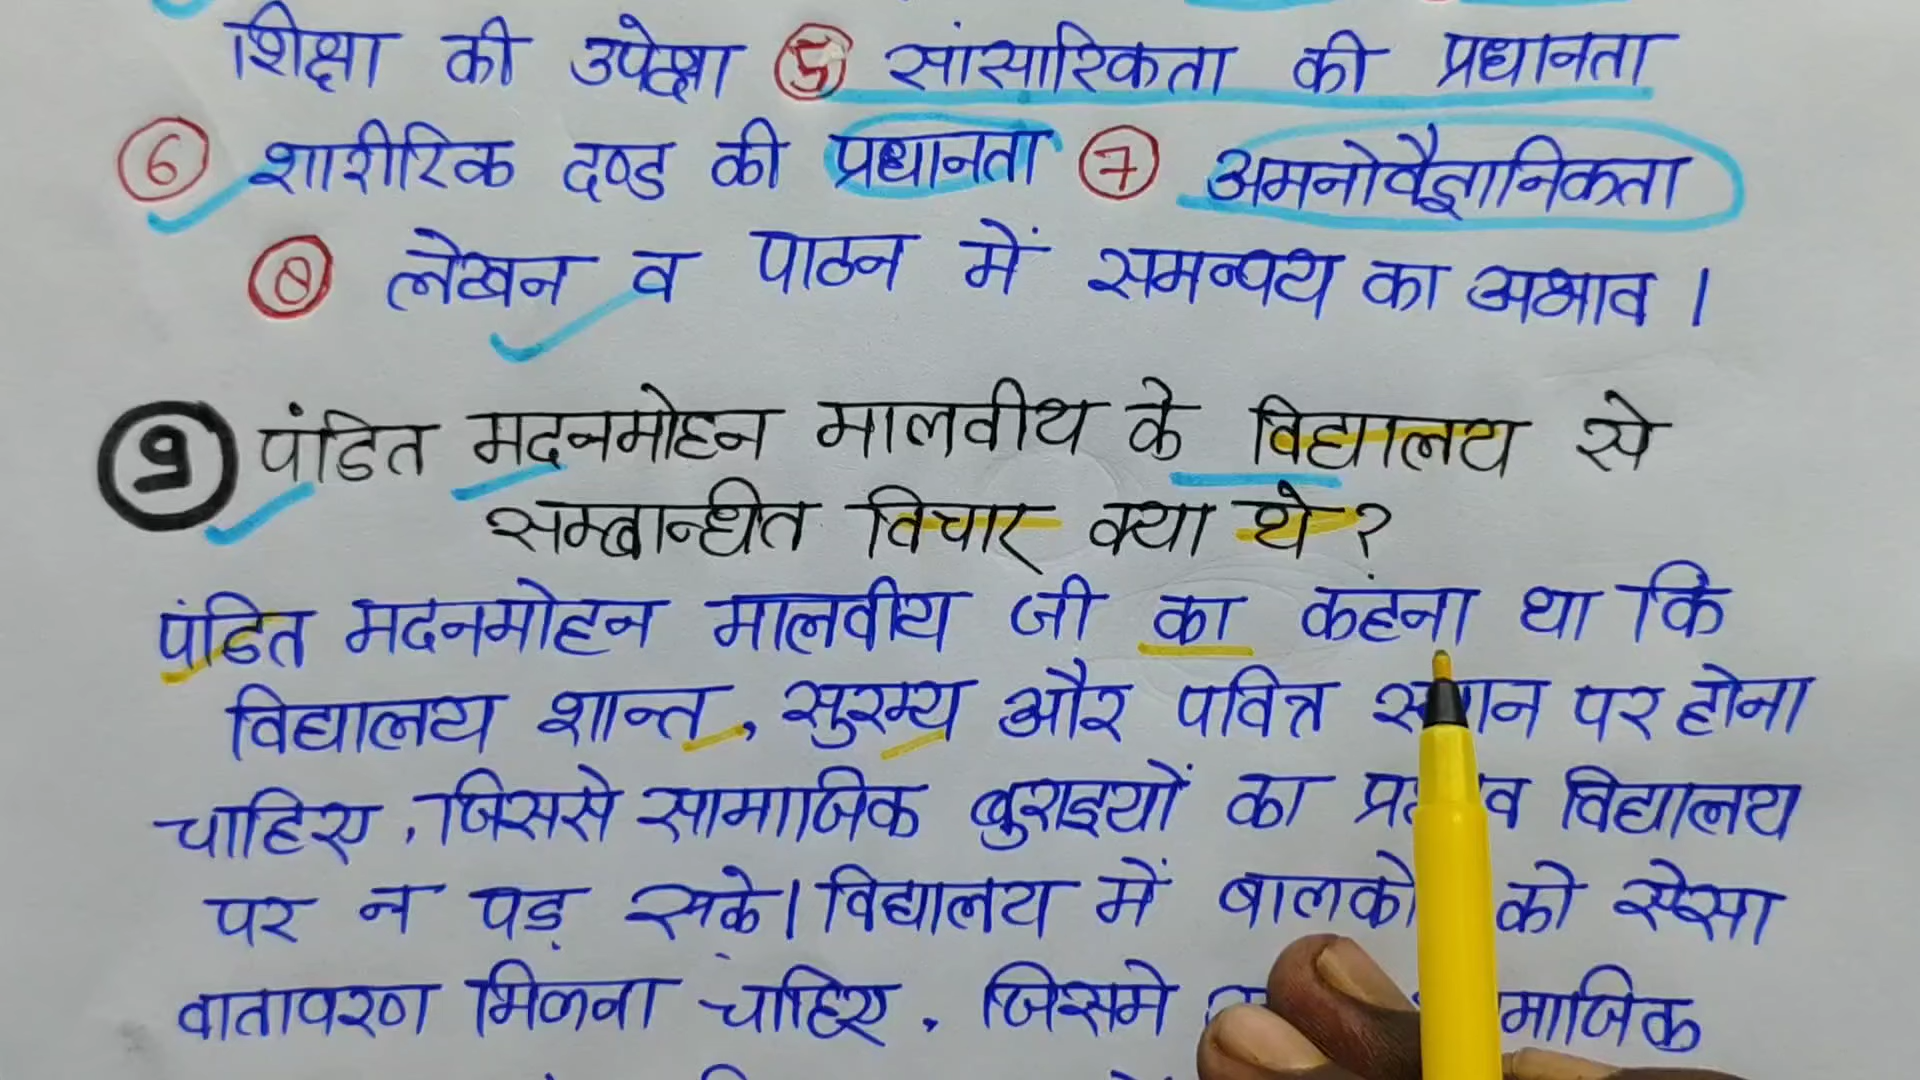 शिक्षा की उपेक्षा ⑤ सांसारिकता की प्रधानता
⑥ शारीरिक दण्ड की प्रधानता ⑦ अमनोवैज्ञानिकता
⑧ लेखन व पाठन में समन्वय का अभाव।
9 पंडित मदनमोहन मालवीय के विद्यालय से
सम्बन्धित विचार क्या थे?
पंडित मदनमोहन मालवीय जी का कहंना था कि
विद्यालय शान्त, सुरम्य और पवित्र पर होना
चाहिए, जिससे सामाजिक बुराइयों का विद्यालय
पर न पड़ सके। विद्यालय में बालको को ऐसा
वातावरण मिलना चाहिए, जिसमे